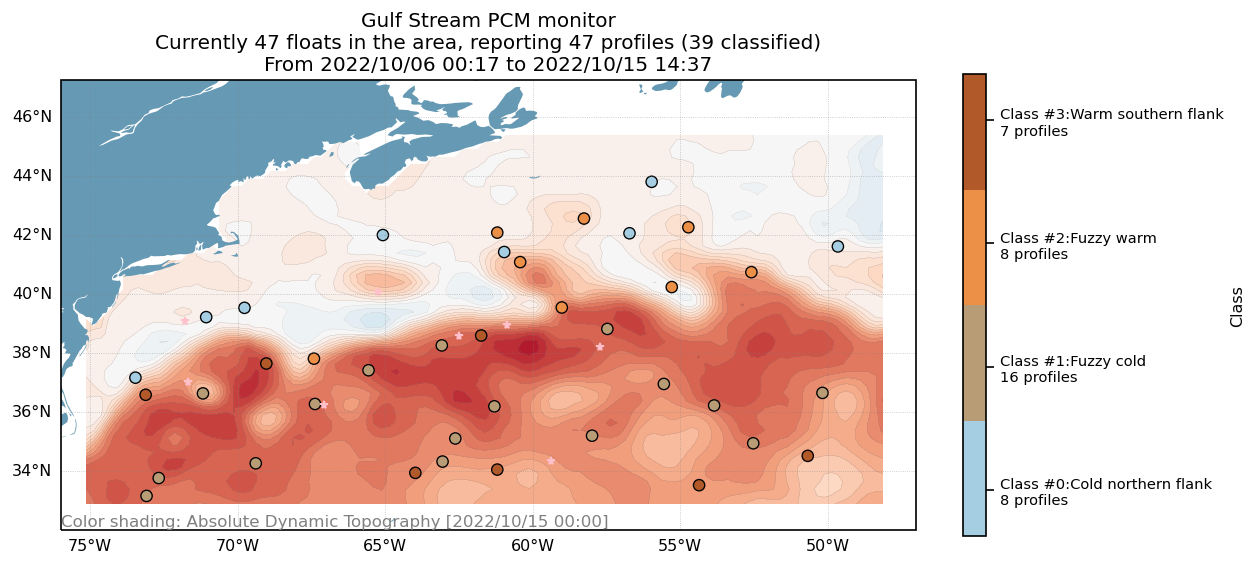 Gulf Stream PCM monitor
Currently 47 floats in the area, reporting 47 profiles (39 classified)
From 2022/10/06 00:17 to 2022/10/15 14:37
46°N
44°N
42°N
40°N
38°N
36°N
34°N
Color shading: Absolute Dynamic Topography [2022/10/15 00:00]
75°W
70°W
65°W
60°W
55°W
50°W
Class #3:Warm southern flank
7 profiles
Class #2:Fuzzy warm
8 profiles
Class #1:Fuzzy cold
16 profiles
Class #0:Cold northern flank
8 profiles
Class